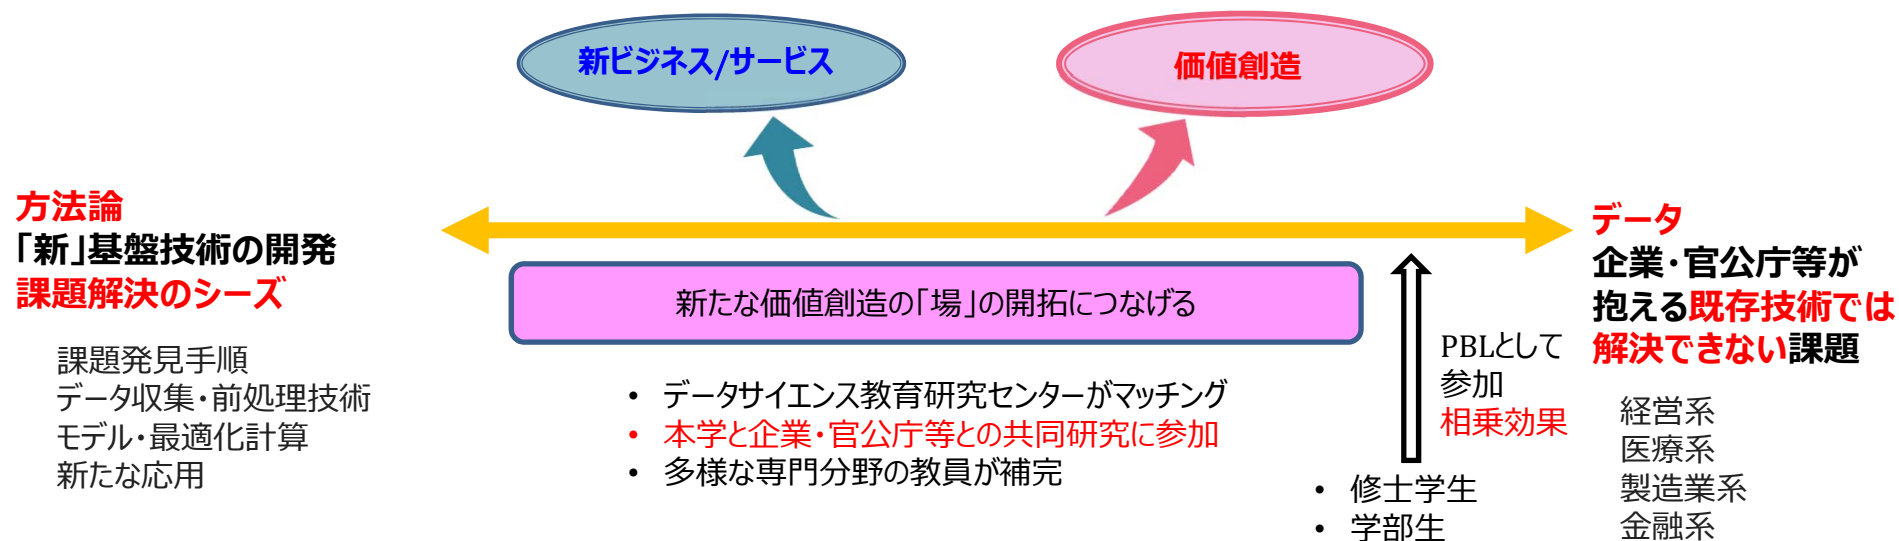 新ビジネス/サービス
価値創造
方法論
「新」基盤技術の開発
課題解決のシーズ
課題発見手順
データ収集・前処理技術
モデル・最適化計算
新たな応用
新たな価値創造の「場」の開拓につなげる
• データサイエンス教育研究センターがマッチング
• 本学と企業・官公庁等との共同研究に参加
• 多様な専門分野の教員が補完
PBLとして
参加
相乗効果
• 修士学生
• 学部生
データ
企業・官公庁等が
抱える既存技術では
解決できない課題
経営系
医療系
製造業系
金融系